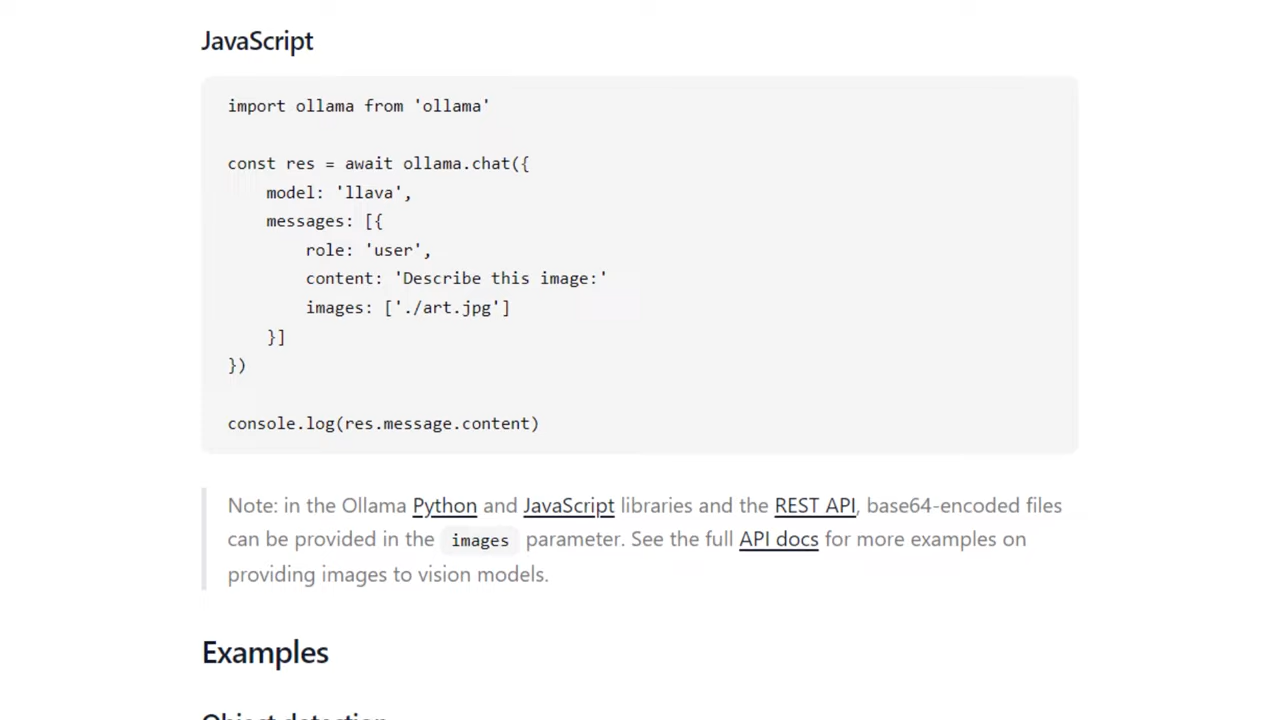 JavaScript
import ollama from 'ollama'
const res = await ollama.chat({
    model: 'llava',
    messages: [{
        role: 'user',
        content: 'Describe this image:'
        images: ['./art.jpg']
    }]
})
console.log(res.message.content)
Note: in the Ollama Python and JavaScript libraries and the REST API, base64-encoded files
can be provided in the images parameter. See the full API docs for more examples on
providing images to vision models.
Examples
Object detection